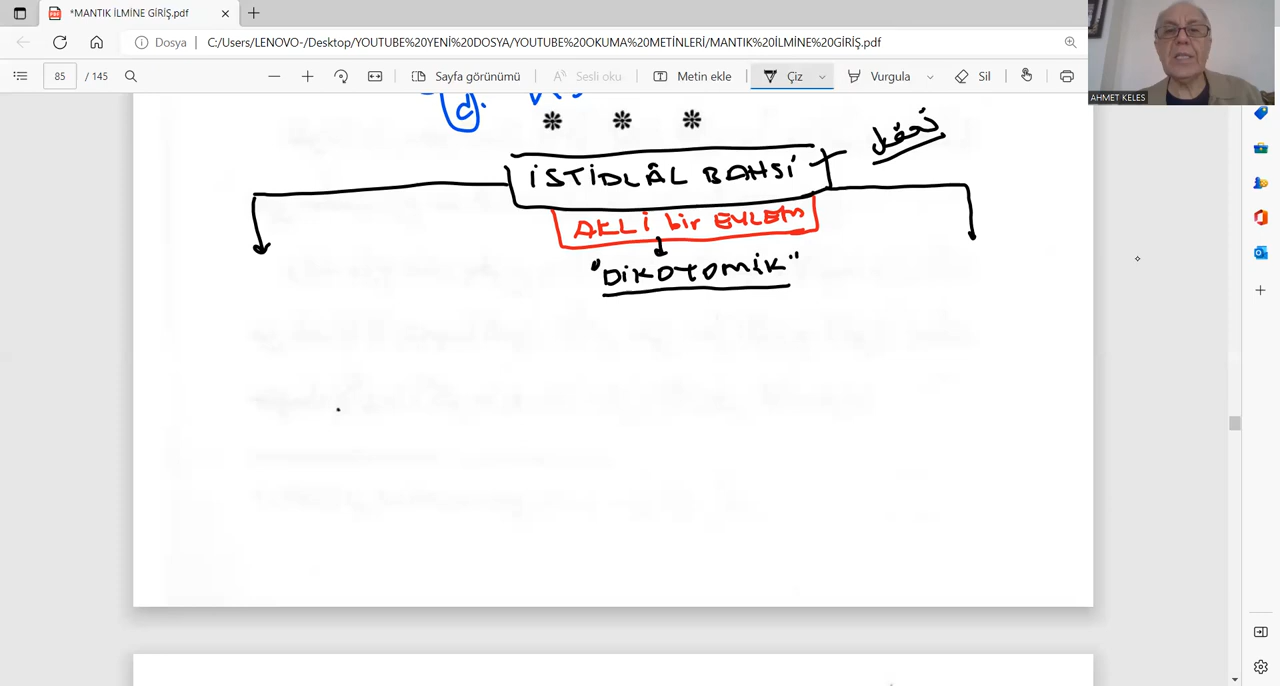 *MANTIK İLMİNE GİRİŞ.pdf
Dosya C:/Users/LENOVO-/Desktop/YOUTUBE%20YENİ%20DOSYA/YOUTUBE%20OKUMA%20METİNLERİ/MANTIK%20İLMİNE%20GİRİŞ.pdf
85 / 145 Sayfa görünümü Sesli oku Metin ekle Çiz Vurgula Sil
AHMET KELES
d.
* * *
تعقل
İSTİDLÂL BAHSİ
AKLİ bir EYLEM
"DİKOTOMİK"